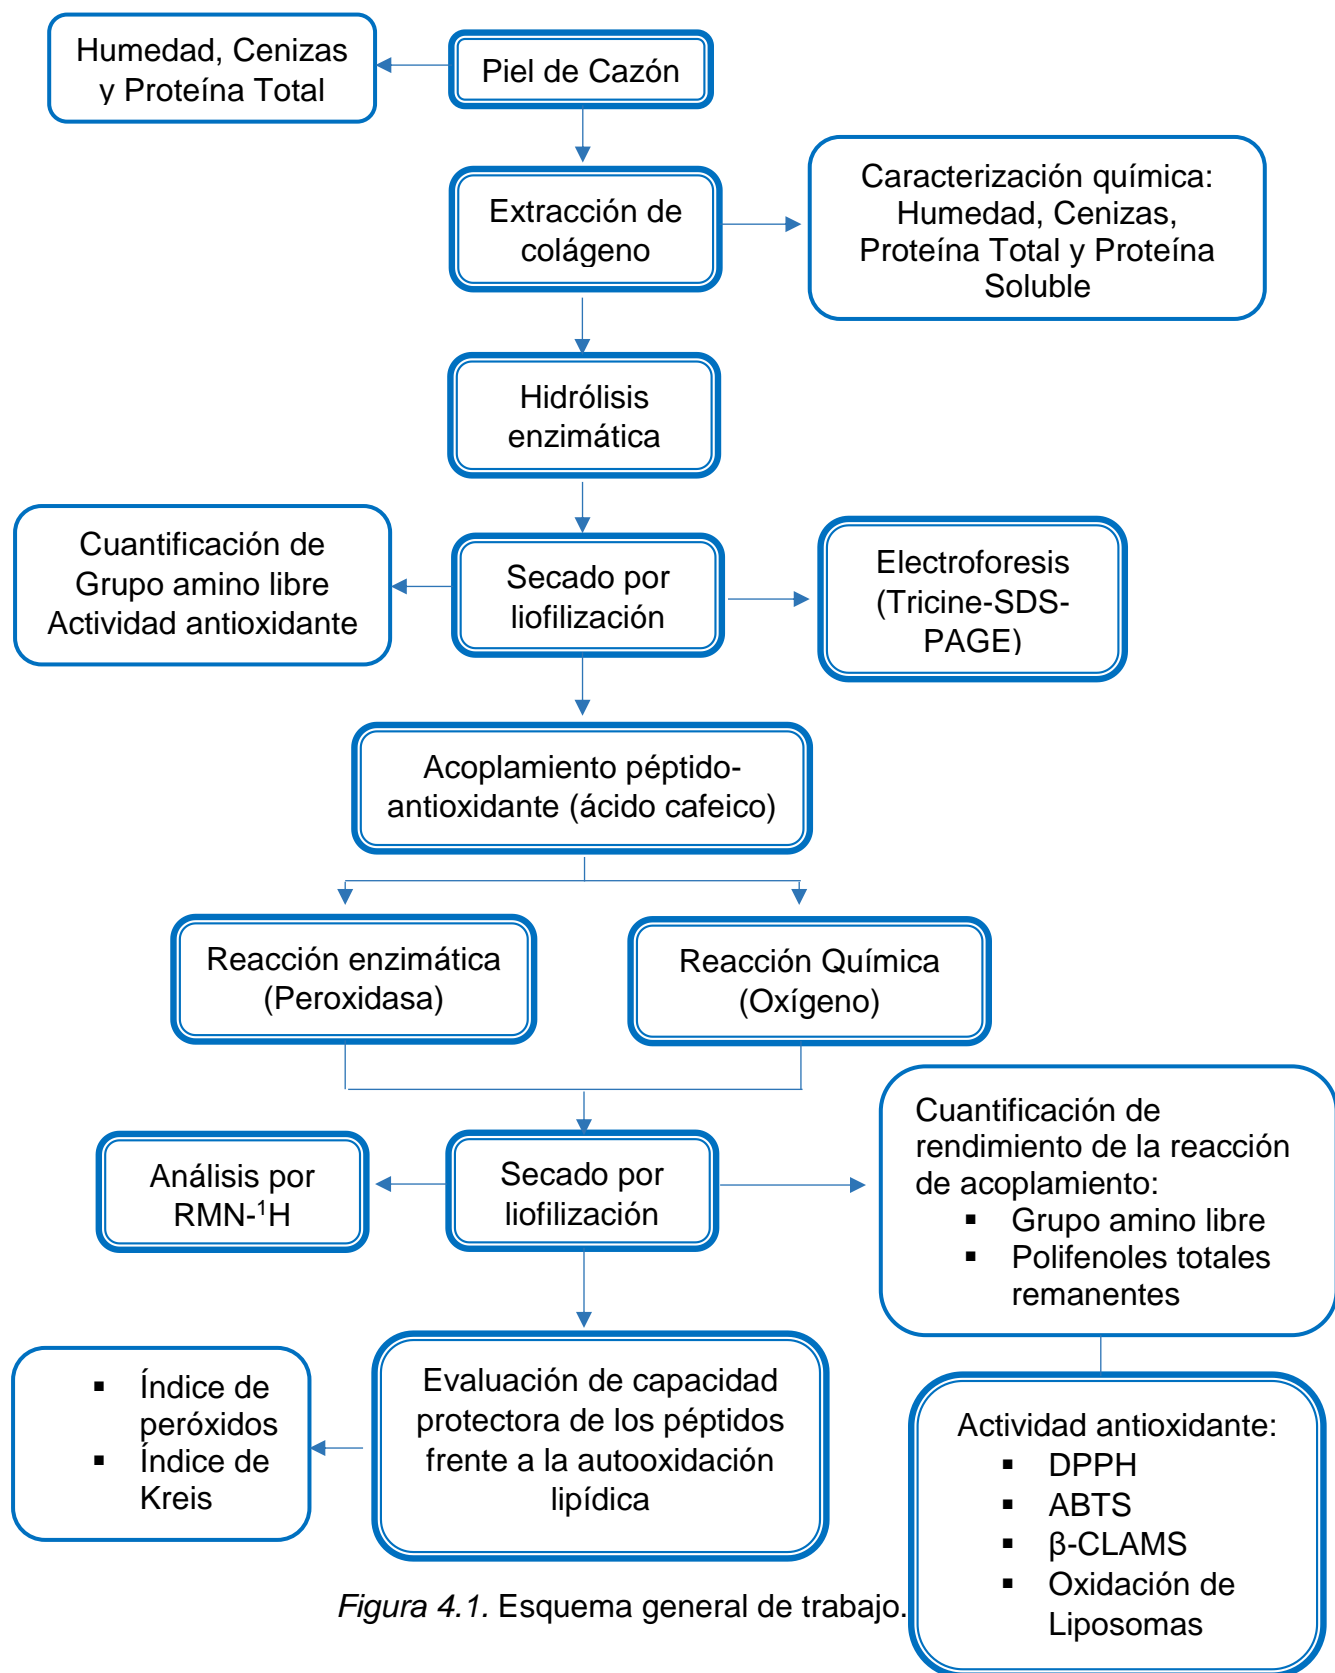 Humedad, Cenizas
y Proteína Total
Piel de Cazón
Extracción de
colágeno
Caracterización química:
Humedad, Cenizas,
Proteína Total y Proteína
Soluble
Hidrólisis
enzimática
Cuantificación de
Grupo amino libre
Actividad antioxidante
Secado por
liofilización
Electroforesis
(Tricine-SDS-
PAGE)
Acoplamiento péptido-
antioxidante (ácido cafeico)
Reacción enzimática
(Peroxidasa)
Reacción Química
(Oxígeno)
Análisis por
RMN-¹H
Secado por
liofilización
Cuantificación de
rendimiento de la reacción
de acoplamiento:
▪ Grupo amino libre
▪ Polifenoles totales
remanentes
▪ Índice de
peróxidos
▪ Índice de
Kreis
Evaluación de capacidad
protectora de los péptidos
frente a la autooxidación
lipídica
Actividad antioxidante:
▪ DPPH
▪ ABTS
▪ β-CLAMS
▪ Oxidación de
Liposomas
Figura 4.1. Esquema general de trabajo.